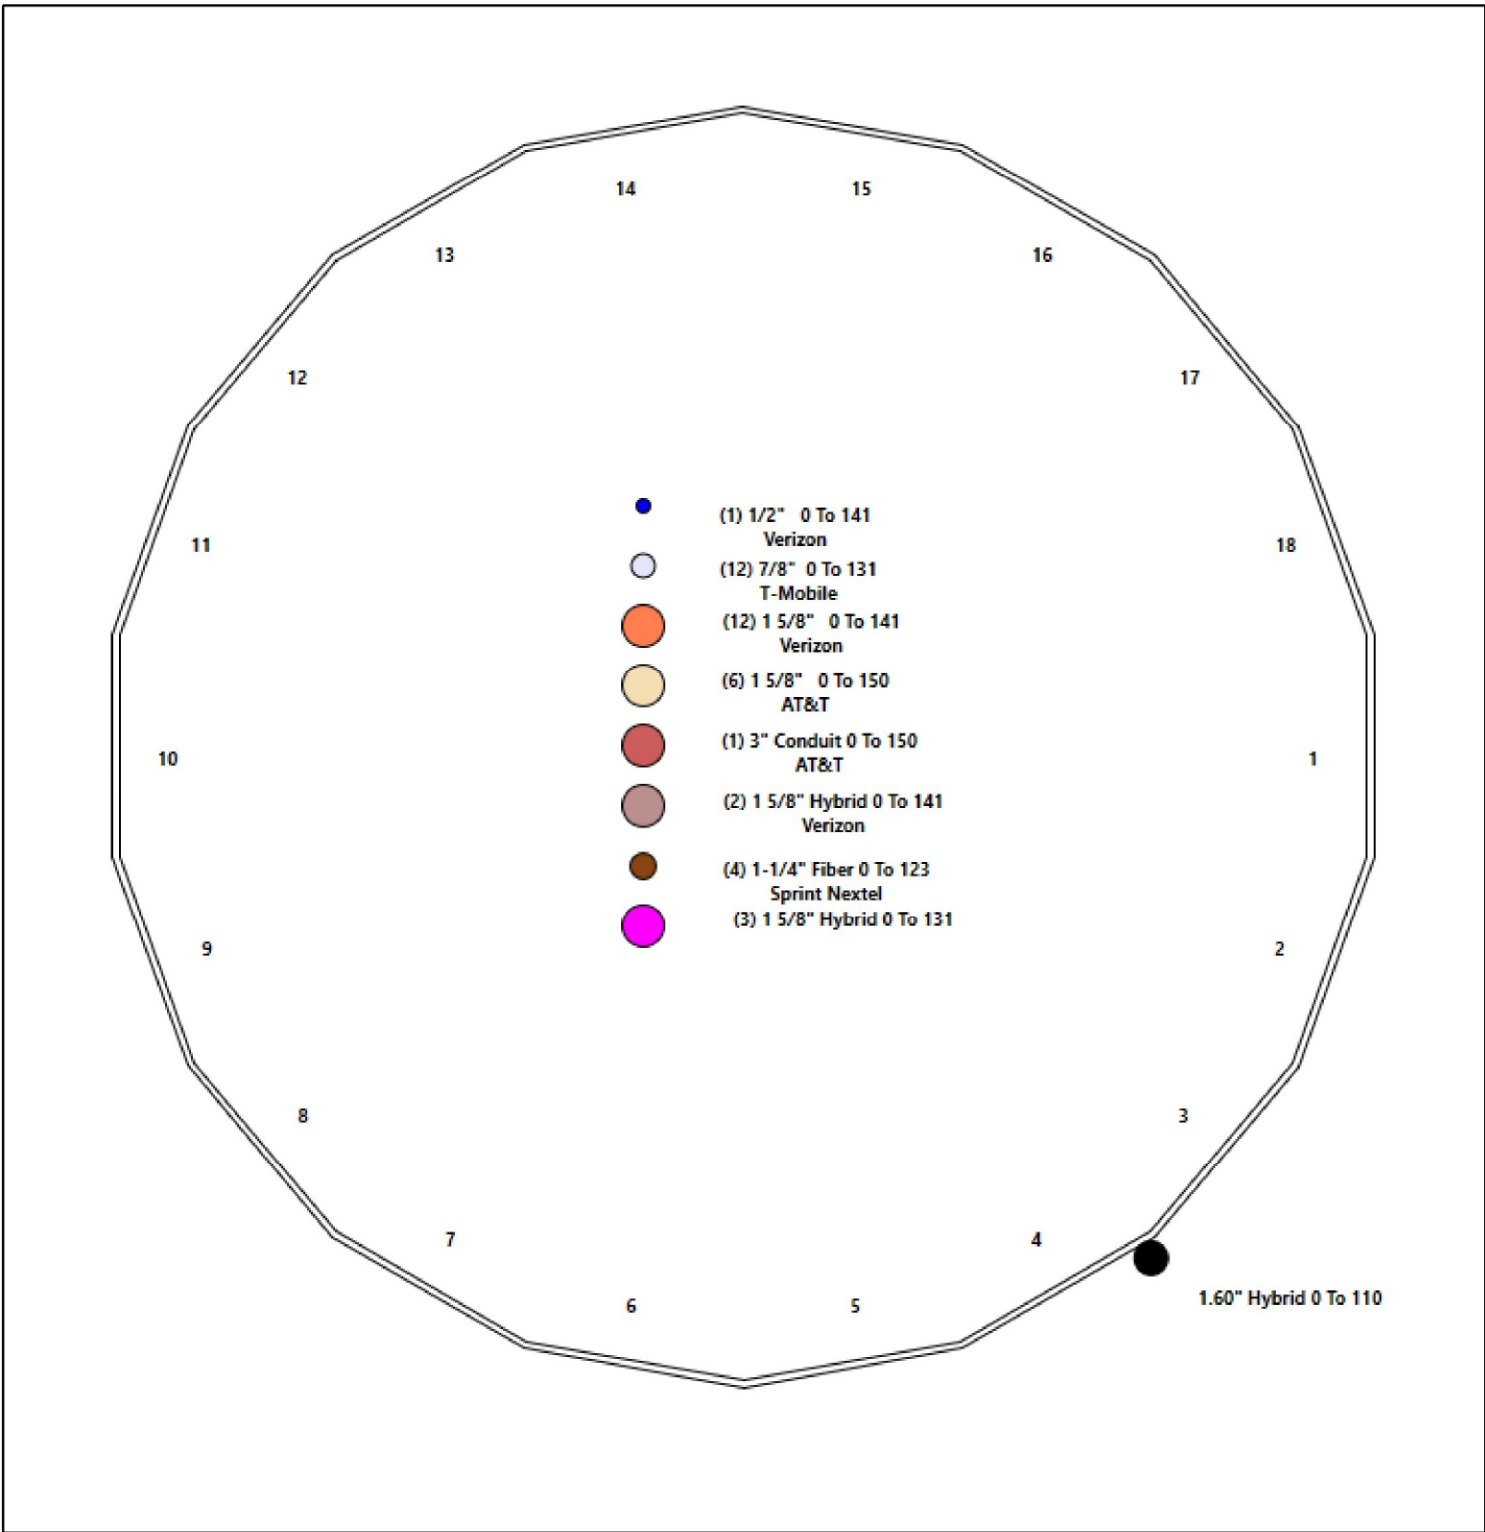 14
15
13
16
12
17
(1) 1/2" 0 To 141
Verizon
11
18
(12) 7/8" 0 To 131
T-Mobile
(12) 1 5/8" 0 To 141
Verizon
(6) 1 5/8" 0 To 150
AT&T
(1) 3" Conduit 0 To 150
AT&T
10
1
(2) 1 5/8" Hybrid 0 To 141
Verizon
(4) 1-1/4" Fiber 0 To 123
Sprint Nextel
(3) 1 5/8" Hybrid 0 To 131
9
2
8
3
7
4
6
5
1.60" Hybrid 0 To 110